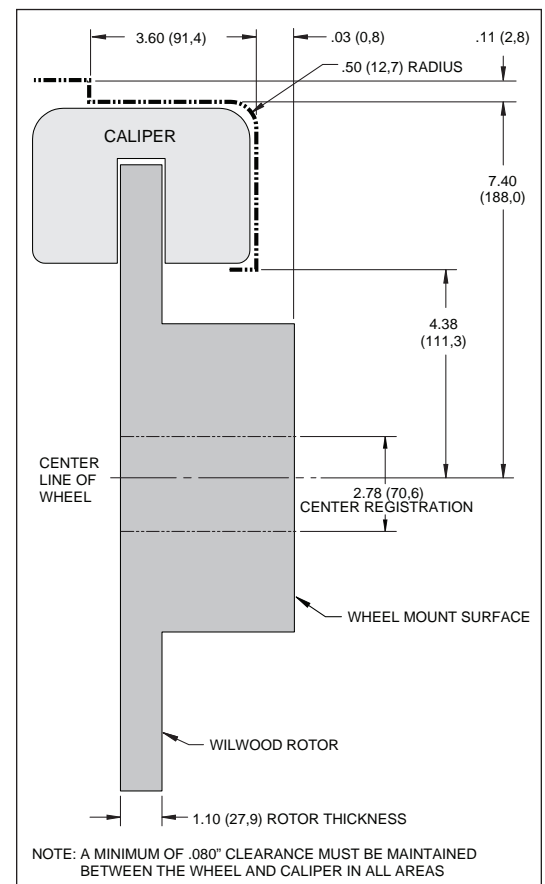 3.60 (91,4)
.03 (0,8)
.11 (2,8)
.50 (12,7) RADIUS
CALIPER
7.40
(188,0)
4.38
(111,3)
CENTER
LINE OF
WHEEL
2.78 (70,6)
CENTER REGISTRATION
WHEEL MOUNT SURFACE
WILWOOD ROTOR
1.10 (27,9) ROTOR THICKNESS
NOTE: A MINIMUM OF .080" CLEARANCE MUST BE MAINTAINED
BETWEEN THE WHEEL AND CALIPER IN ALL AREAS